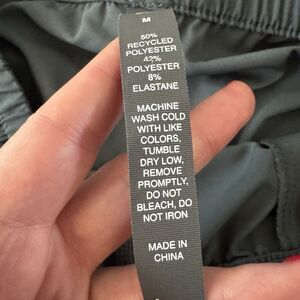 M
50%
RECYCLED
POLYESTER
42%
POLYESTER
8%
ELASTANE
MACHINE
WASH COLD
WITH LIKE
COLORS,
TUMBLE
DRY LOW,
REMOVE
PROMPTLY,
DO NOT
BLEACH, DO
NOT IRON
MADE IN
CHINA